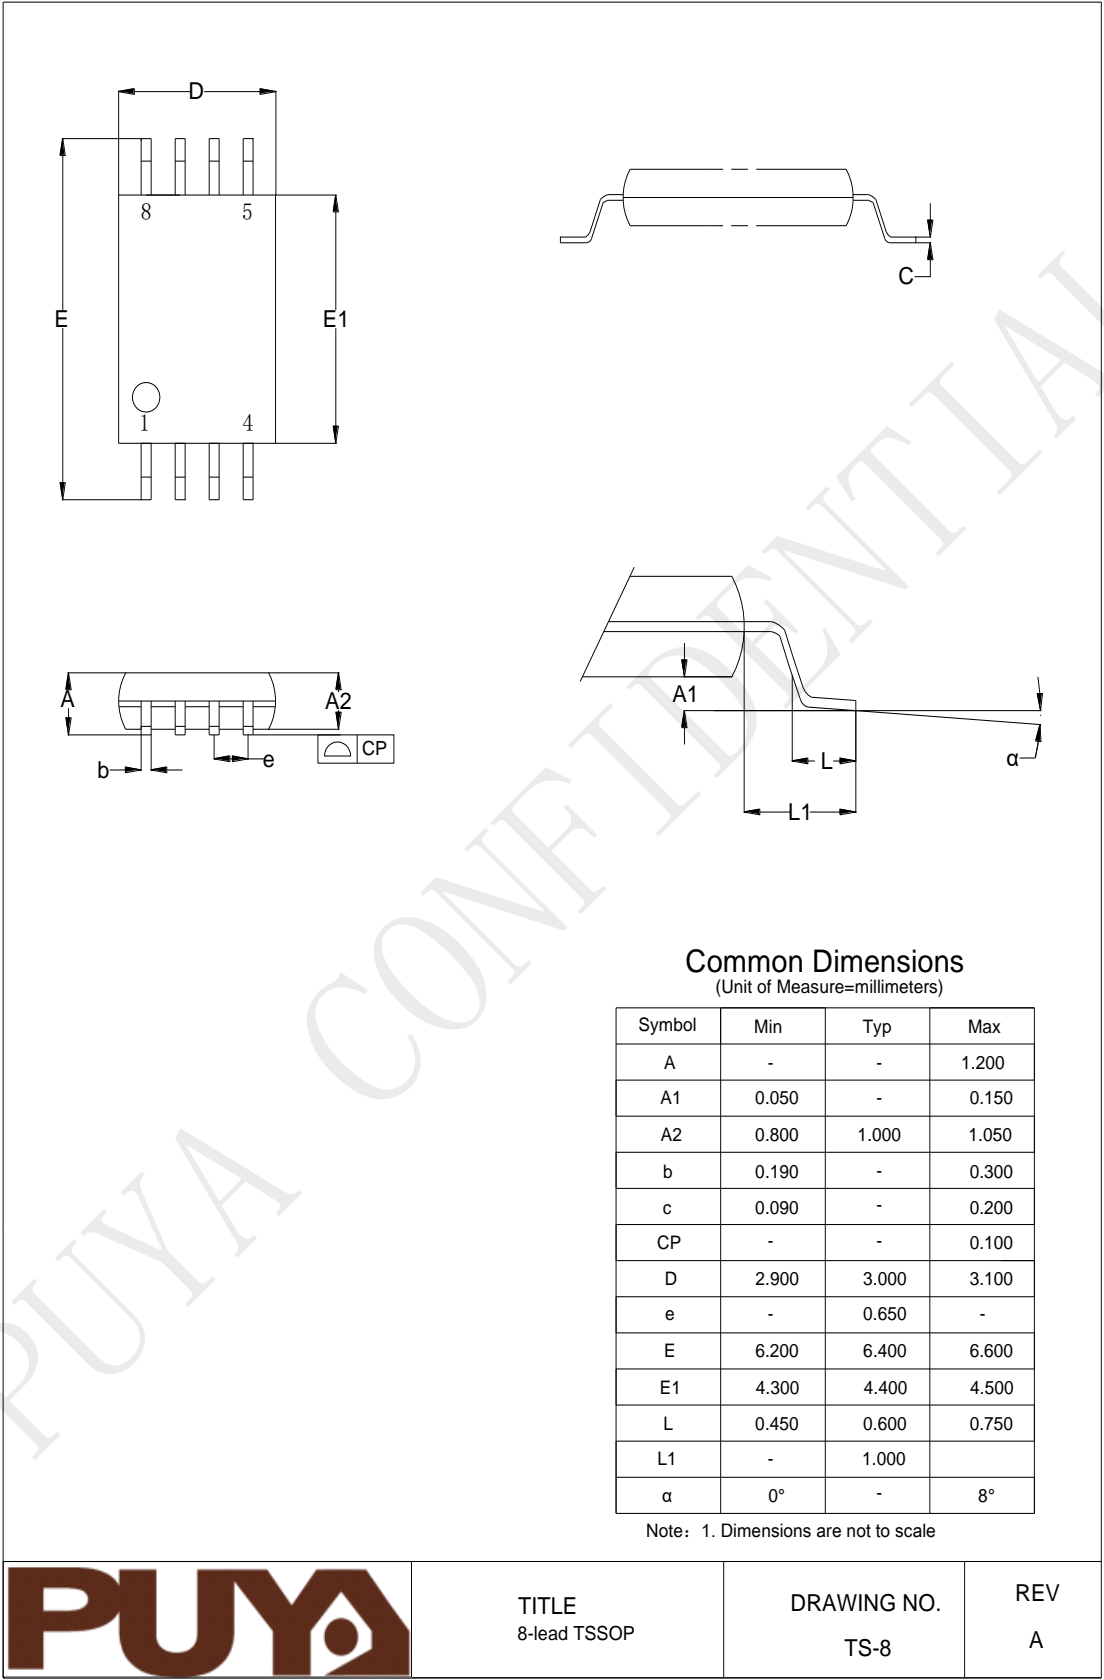 D
8 5
E
E1
1 4
C
A
A2
b
e
CP
A1
L
α
L1
PUYA CONFIDENTIAL
Common Dimensions
(Unit of Measure=millimeters)
Symbol Min Typ Max
A - - 1.200
A1 0.050 - 0.150
A2 0.800 1.000 1.050
b 0.190 - 0.300
c 0.090 - 0.200
CP - - 0.100
D 2.900 3.000 3.100
e - 0.650 -
E 6.200 6.400 6.600
E1 4.300 4.400 4.500
L 0.450 0.600 0.750
L1 - 1.000
α 0° - 8°
Note：1. Dimensions are not to scale
PUYA
TITLE
8-lead TSSOP
DRAWING NO.
TS-8
REV
A